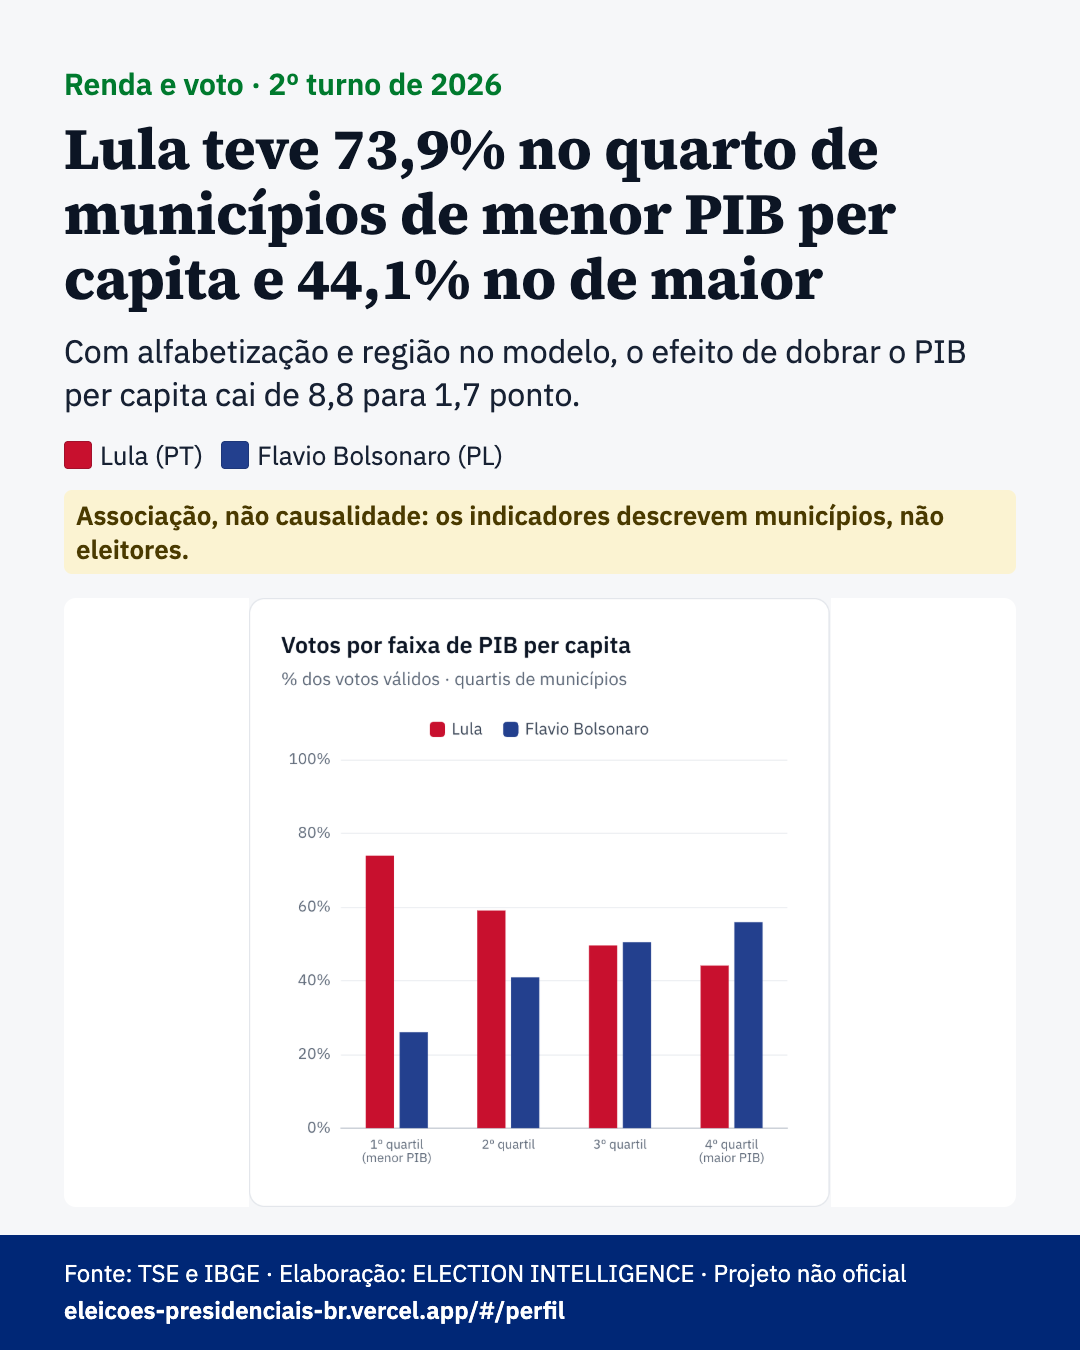 Renda e voto · 2º turno de 2026
Lula teve 73,9% no quarto de
municípios de menor PIB per
capita e 44,1% no de maior
Com alfabetização e região no modelo, o efeito de dobrar o PIB
per capita cai de 8,8 para 1,7 ponto.
Lula (PT) Flavio Bolsonaro (PL)
Associação, não causalidade: os indicadores descrevem municípios, não
eleitores.
Votos por faixa de PIB per capita
% dos votos válidos · quartis de municípios
Lula Flavio Bolsonaro
100%
80%
60%
40%
20%
0%
1º quartil 2º quartil 3º quartil 4º quartil
(menor PIB) (maior PIB)
Fonte: TSE e IBGE · Elaboração: ELECTION INTELLIGENCE · Projeto não oficial
eleicoes-presidenciais-br.vercel.app/#/perfil